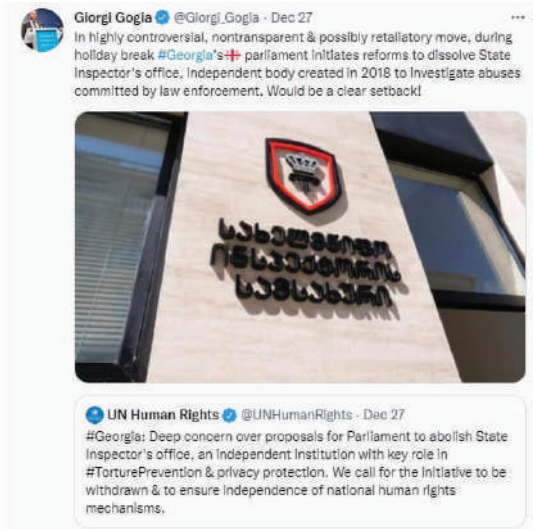 Giorgi Gogia @Giorgi_Gogia · Dec 27
In highly controversial, nontransparent & possibly retaliatory move, during
holiday break #Georgia's🇬🇪 parliament initiates reforms to dissolve State
Inspector's office, independent body created in 2018 to investigate abuses
committed by law enforcement. Would be a clear setback!
სახელმწიფო
ინსპექტორის
სამსახური
UN Human Rights @UNHumanRights · Dec 27
#Georgia: Deep concern over proposals for Parliament to abolish State
Inspector's office, an independent institution with key role in
#TorturePrevention & privacy protection. We call for the initiative to be
withdrawn & to ensure independence of national human rights
mechanisms.